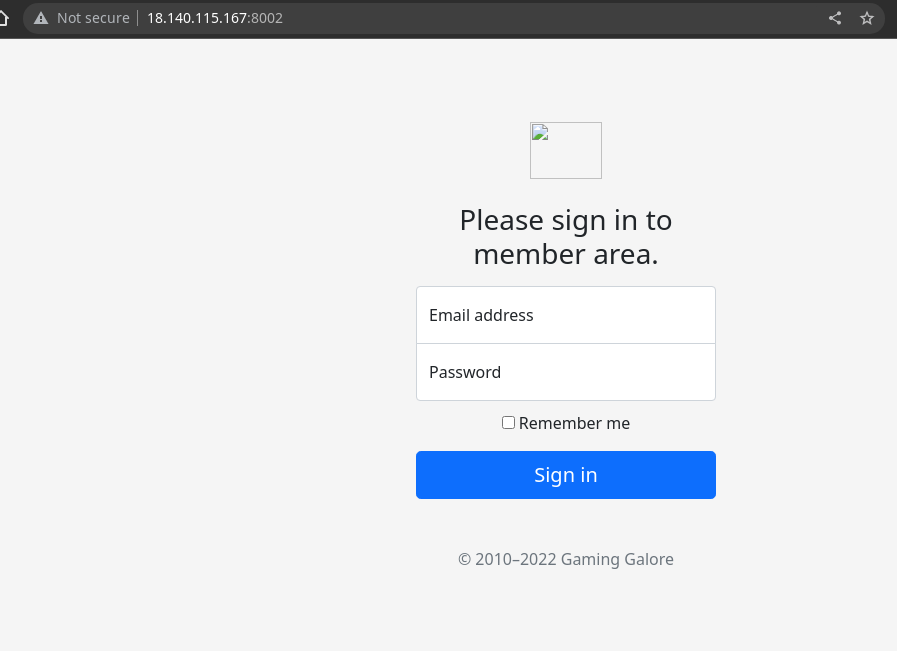 Not secure | 18.140.115.167:8002
Please sign in to
member area.
Email address
Password
Remember me
Sign in
© 2010–2022 Gaming Galore